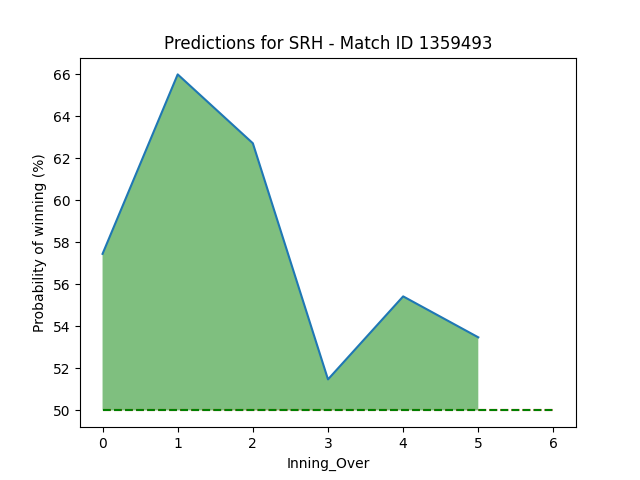 Predictions for SRH - Match ID 1359493
Probability of winning (%)
66
64
62
60
58
56
54
52
50
0 1 2 3 4 5 6
Inning_Over